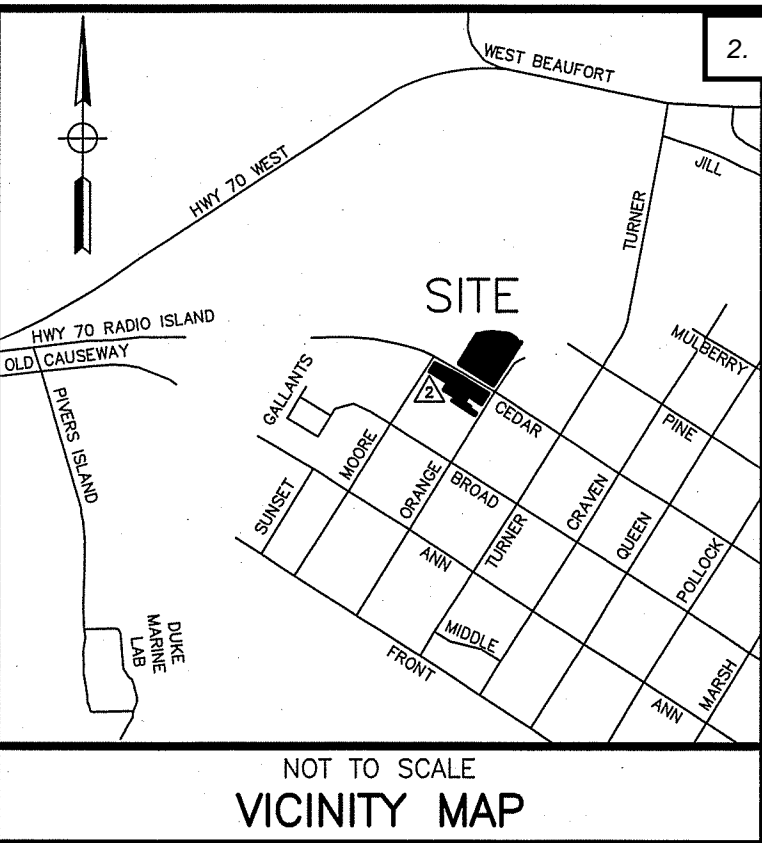 2.
WEST BEAUFORT
JILL
HWY 70 WEST
TURNER
SITE
HWY 70 RADIO ISLAND
OLD CAUSEWAY
MULBERRY
GALLANTS
2
PIVERS ISLAND
CEDAR
PINE
MOORE
ORANGE
BROAD
SUNSET
CRAVEN
QUEEN
TURNER
ANN
POLLOCK
DUKE
MARINE
LAB
MIDDLE
FRONT
MARSH
ANN
NOT TO SCALE
VICINITY MAP